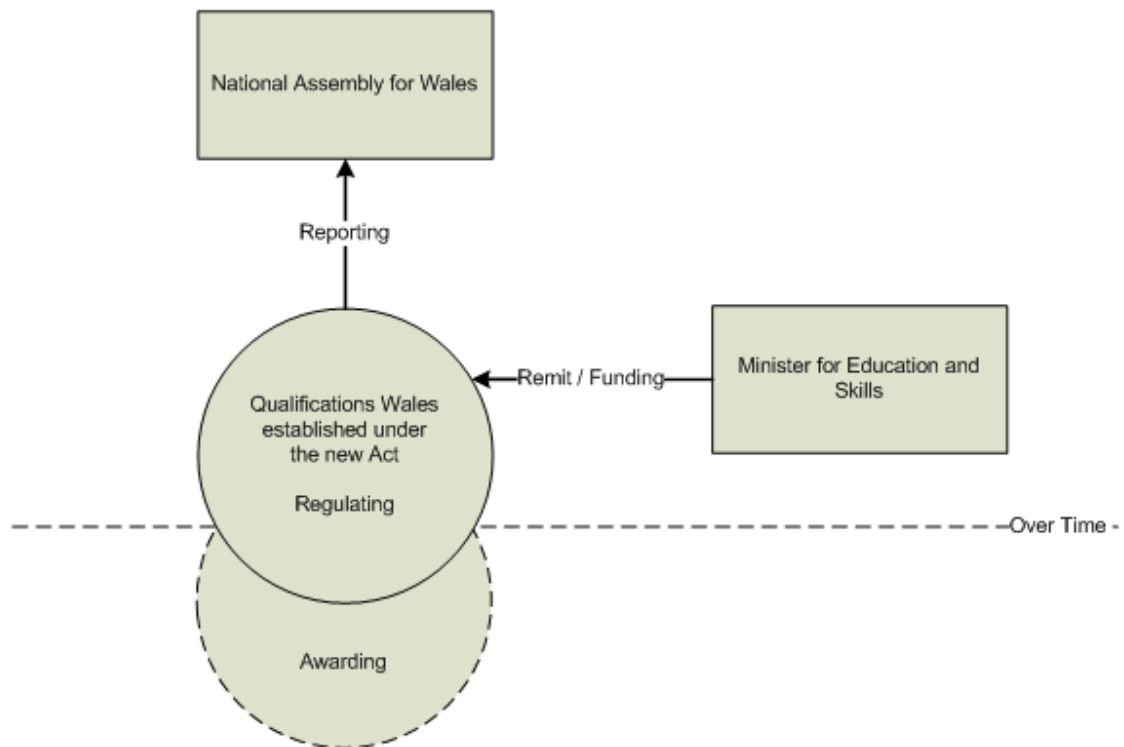 National Assembly for Wales
Reporting
Remit / Funding
Minister for Education and
Skills
Qualifications Wales
established under
the new Act
Regulating
Over Time
Awarding